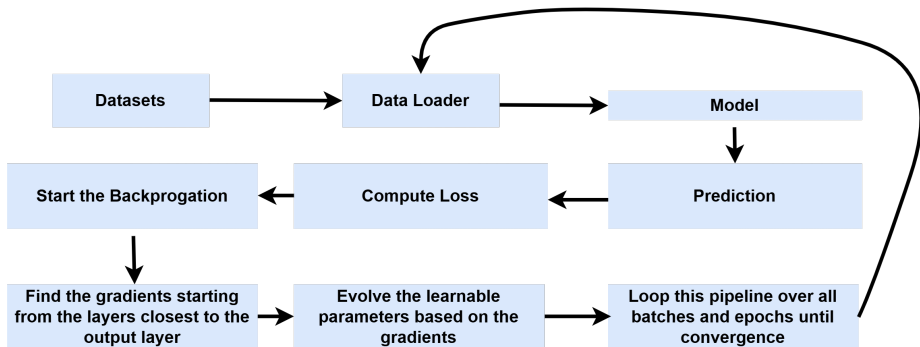 Datasets
Data Loader
Model
Start the Backprogation
Compute Loss
Prediction
Find the gradients starting
from the layers closest to the
output layer
Evolve the learnable
parameters based on the
gradients
Loop this pipeline over all
batches and epochs until
convergence